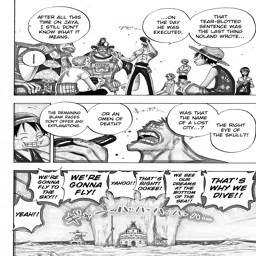 THAT
TEAR-BLOTTED
SENTENCE WAS
THE LAST THING
NOLAND WROTE...
...ON
THE DAY
HE WAS
EXECUTED.
AFTER ALL THIS
TIME ON JAYA,
I STILL DON'T
KNOW WHAT IT
MEANS.
THE RIGHT
EYE OF
THE SKULL?!
WAS THAT
THE NAME
OF A LOST
CITY...?
OR AN
OMEN OF
DEATH?
THE REMAINING
BLANK PAGES
DON'T OFFER ANY
EXPLANATIONS.
THAT'S
WHY WE
DIVE!!
WE SEE
OUR
DREAMS
AT THE
BOTTOM
OF THE
SEA!!
THAT'S
RIGHT!
OOKEE!
YAHOO!!
WE'RE
GONNA
FLY!
WE'RE
GONNA
FLY TO
THE
SKY!!
YEAH!!